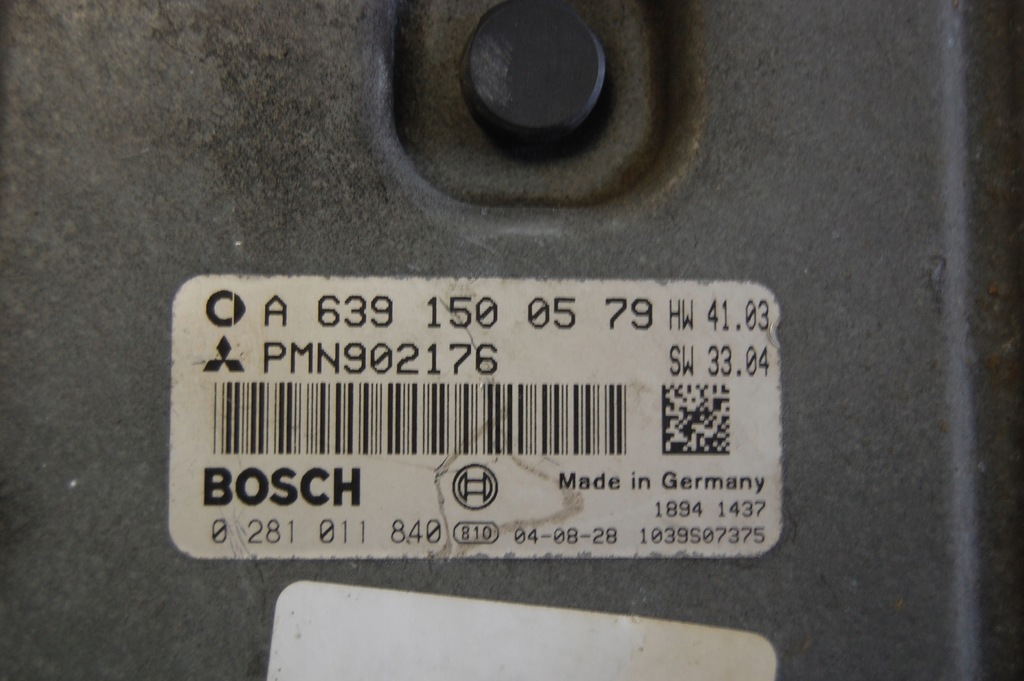 A 639 150 05 79 HW 41.03
PMN902176 SW 33.04
BOSCH
Made in Germany
1894 1437
0 281 011 840 810 04-08-28 1039S07375